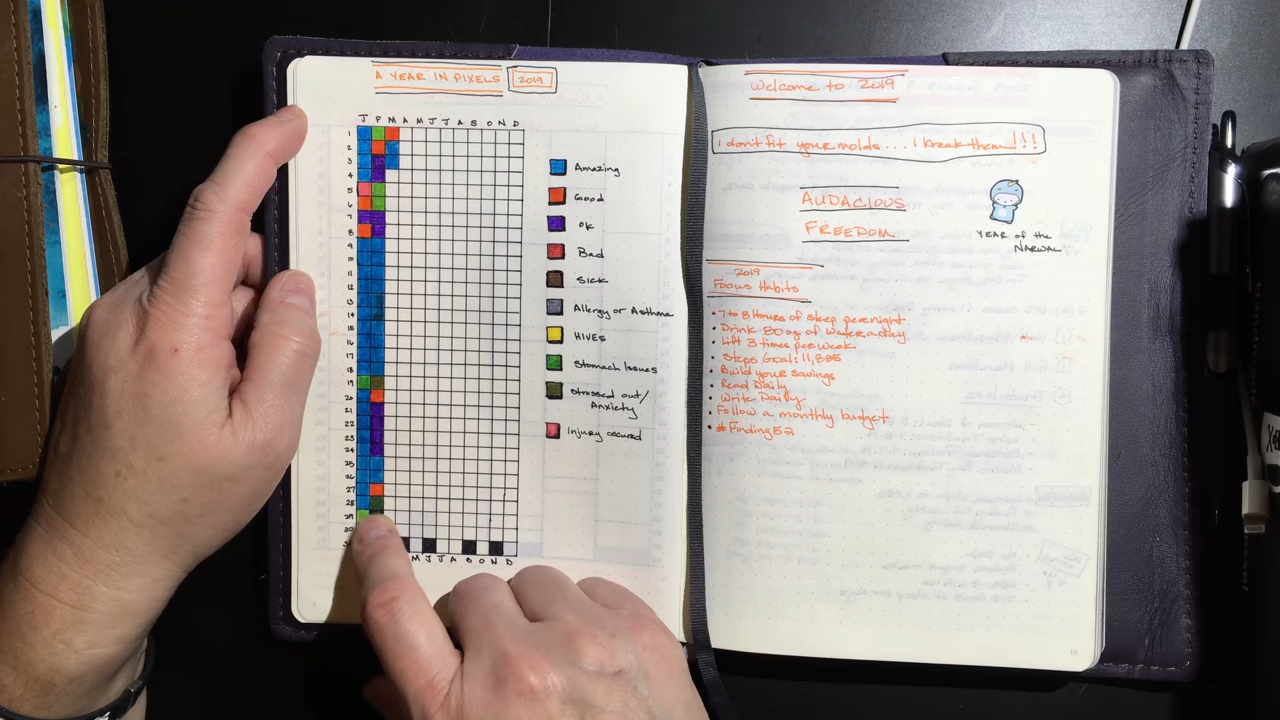 A YEAR IN PIXELS 2019
J F M A M J J A S O N D
1
2
3
4
5
6
7
8
9
10
11
12
13
14
15
16
17
18
19
20
21
22
23
24
25
26
27
28
29
30
M J J A S O N D
Amazing
Good
OK
Bad
Sick
Allergy or Asthma
HIVES
Stomach Issues
Stressed out/
Anxiety
Injury occured
Welcome to 2019
I don't fit your molds... I break them...!!!
AUDACIOUS
FREEDOM
YEAR of the
NARWAL
2019
Focus Habits
• 7 to 8 Hours of sleep per night
• Drink 80 oz of water a day
• Lift 3 times per week
• Steps Goal: 11,885
• Build your savings
• Read Daily
• Write Daily
• Follow a monthly budget
• #Finding52
10